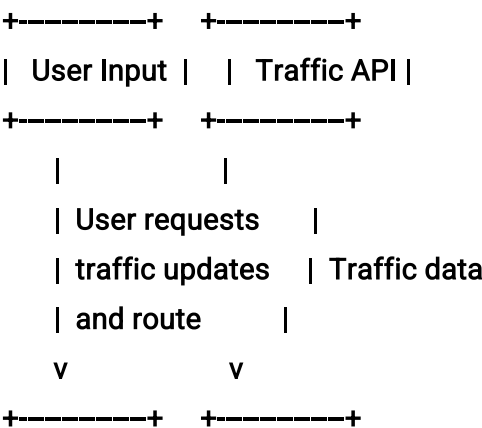 +---------+    +---------+
|   User Input  |    |   Traffic API |
+---------+    +---------+
|                    |
|  User requests      |
|  traffic updates    |  Traffic data
|  and route          |
v                    v
+---------+    +---------+